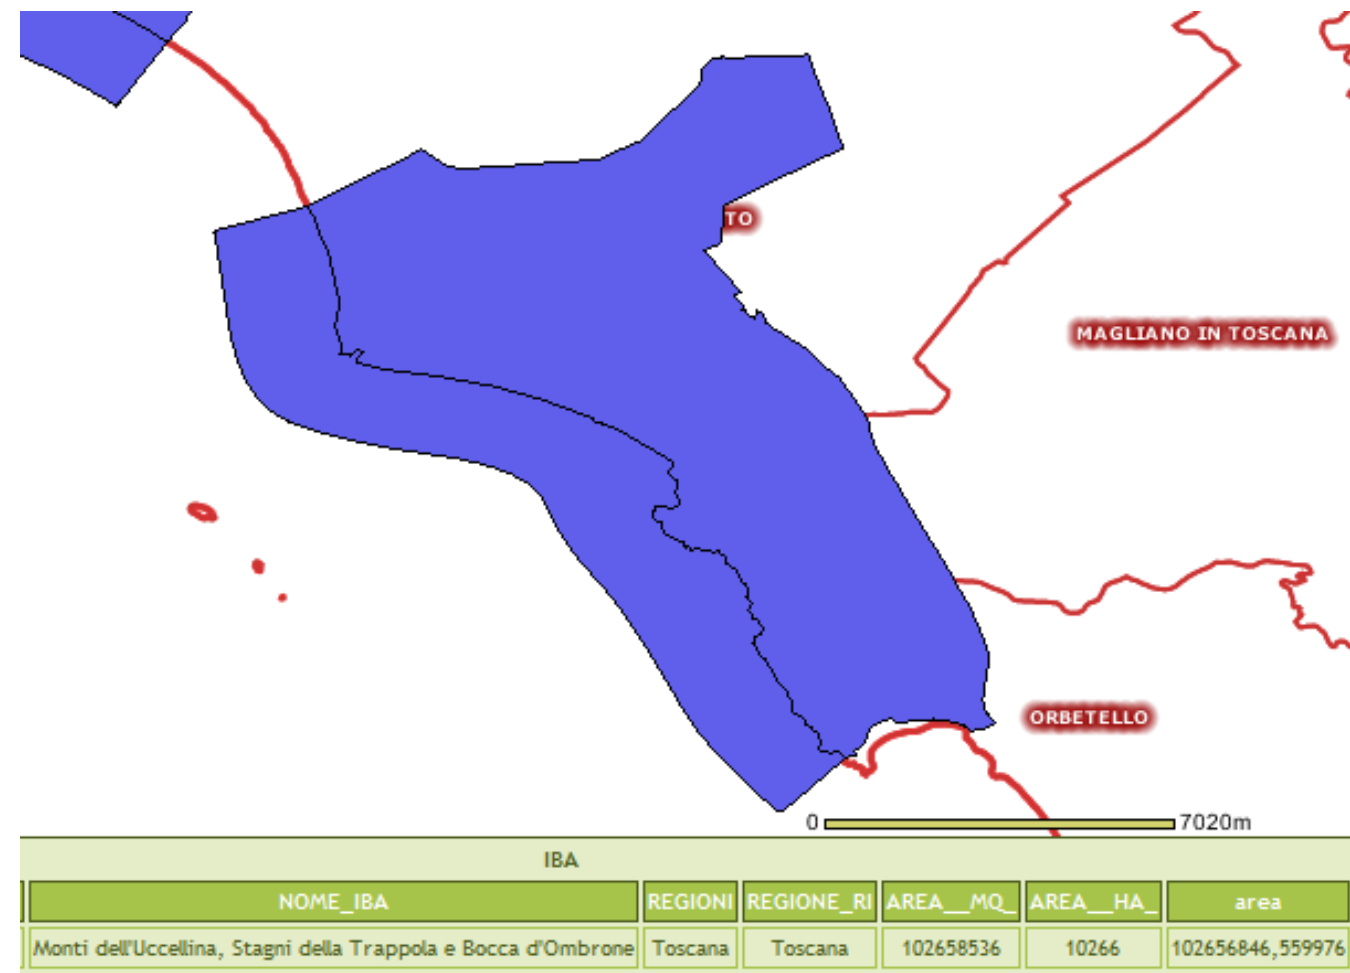 TO
MAGLIANO IN TOSCANA
ORBETELLO
0 7020m
IBA
NOME_IBA REGIONI REGIONE_RI AREA__MQ_ AREA__HA_ area
Monti dell'Uccellina, Stagni della Trappola e Bocca d'Ombrone Toscana Toscana 102658536 10266 102656846,559976